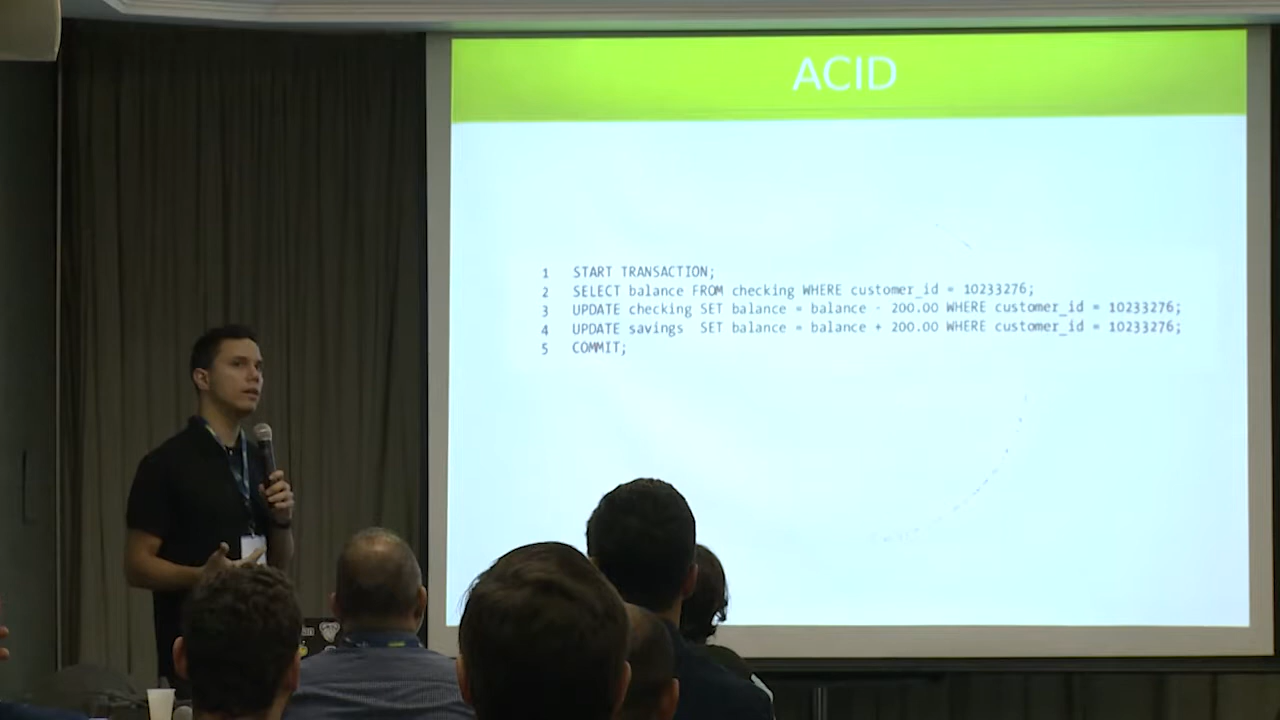 ACID
1 START TRANSACTION;
2 SELECT balance FROM checking WHERE customer_id = 10233276;
3 UPDATE checking SET balance = balance - 200.00 WHERE customer_id = 10233276;
4 UPDATE savings  SET balance = balance + 200.00 WHERE customer_id = 10233276;
5 COMMIT;